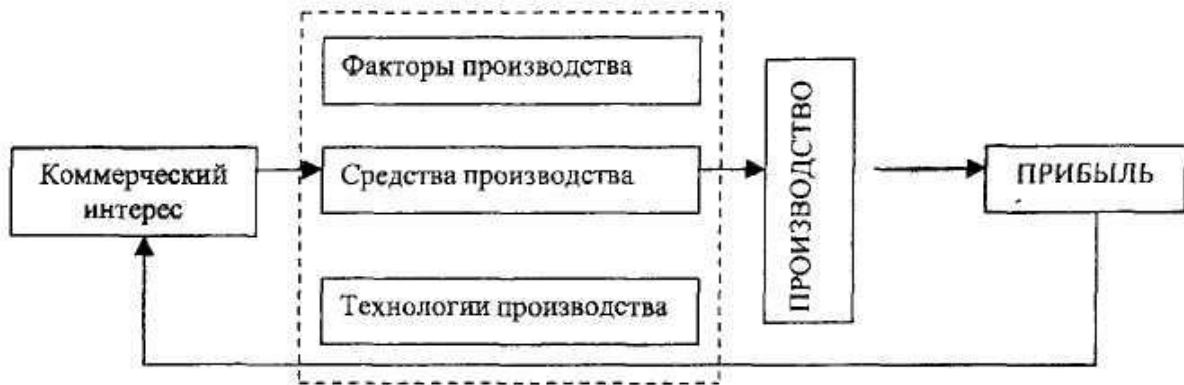 Факторы производства
Коммерческий
интерес
Средства производства
Технологии производства
ПРОИЗВОДСТВО
ПРИБЫЛЬ